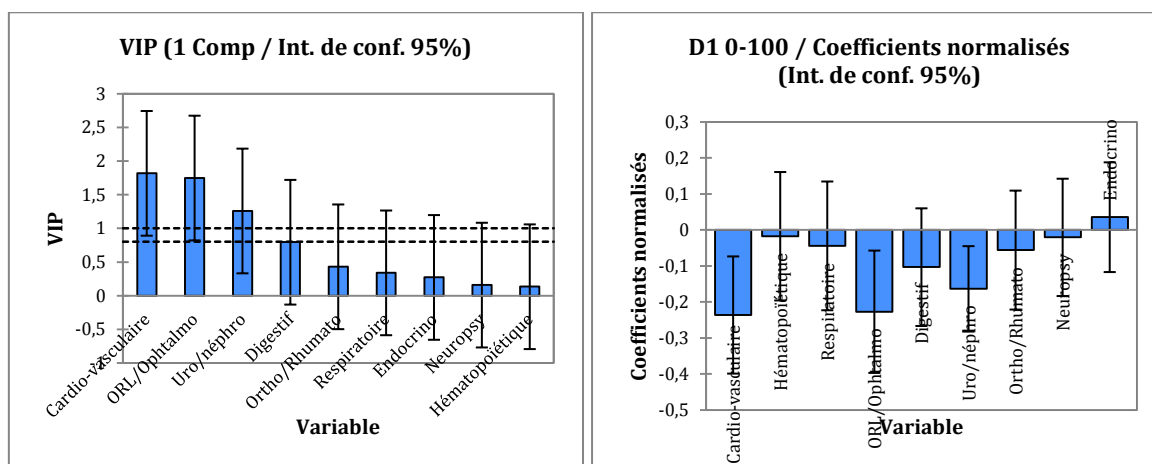 VIP (1 Comp / Int. de conf. 95%)
VIP
3
2,5
2
1,5
1
0,5
0
-0,5
-1
Cardio-vasculaire
ORL/Ophtalmo
Uro/néphro
Digestif
Ortho/Rhumato
Respiratoire
Endocrino
Neuropsy
Hématopoïétique
Variable
D1 0-100 / Coefficients normalisés
(Int. de conf. 95%)
Coefficients normalisés
0,3
0,2
0,1
0
-0,1
-0,2
-0,3
-0,4
-0,5
Cardio-vasculaire
Hématopoïétique
Respiratoire
ORL/Ophtalmo
Digestif
Uro/néphro
Ortho/Rhumato
Neuropsy
Endocrino
Variable